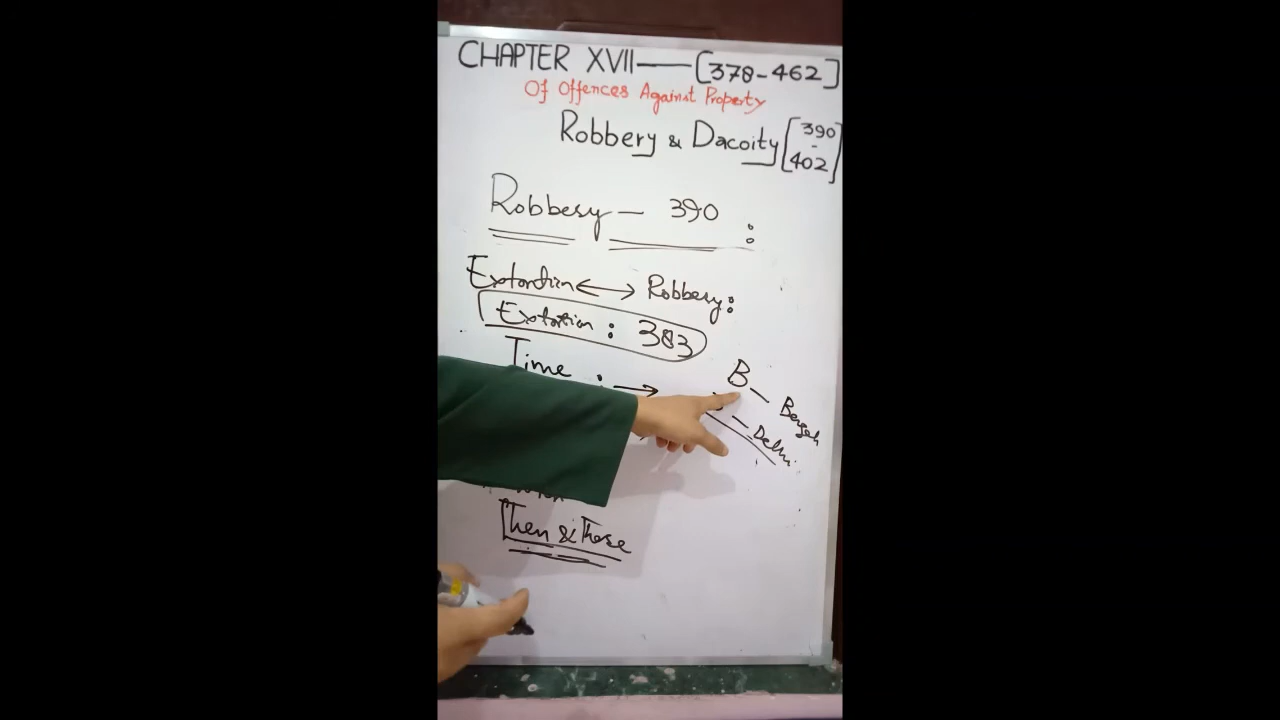 CHAPTER XVII — [378-462]
Of Offences Against Property
Robbery & Dacoity [390-402]
Robbery — 390 :
Extortion ↔ Robbery:
Extortion : 383
Time : →
B —
— Delhi
Then & There